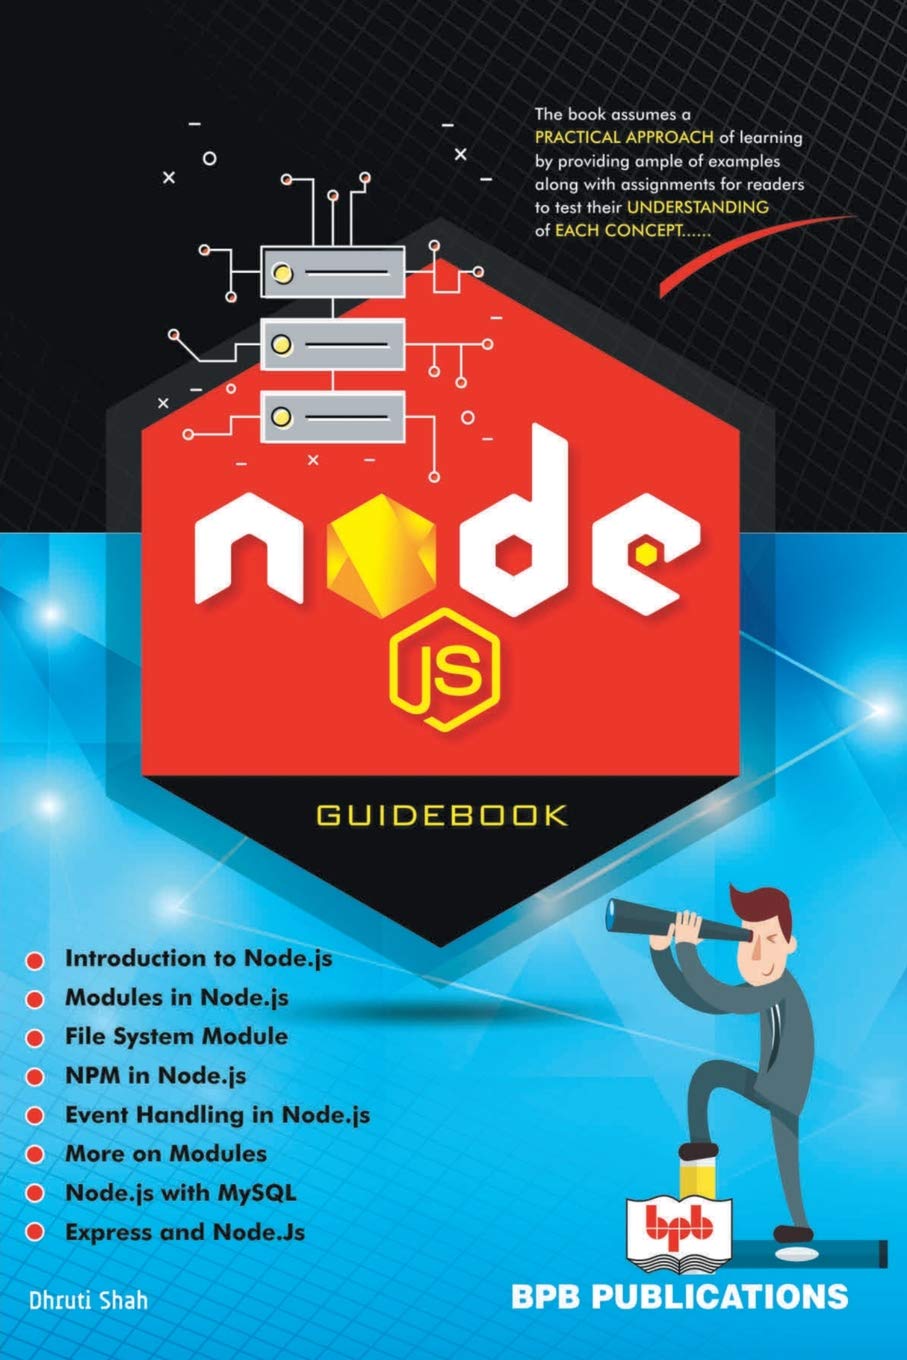 The book assumes a
PRACTICAL APPROACH of learning
by providing ample of examples
along with assignments for readers
to test their UNDERSTANDING
of EACH CONCEPT......
node
JS
GUIDEBOOK
Introduction to Node.js
Modules in Node.js
File System Module
NPM in Node.js
Event Handling in Node.js
More on Modules
Node.js with MySQL
Express and Node.Js
bpb
Dhruti Shah
BPB PUBLICATIONS